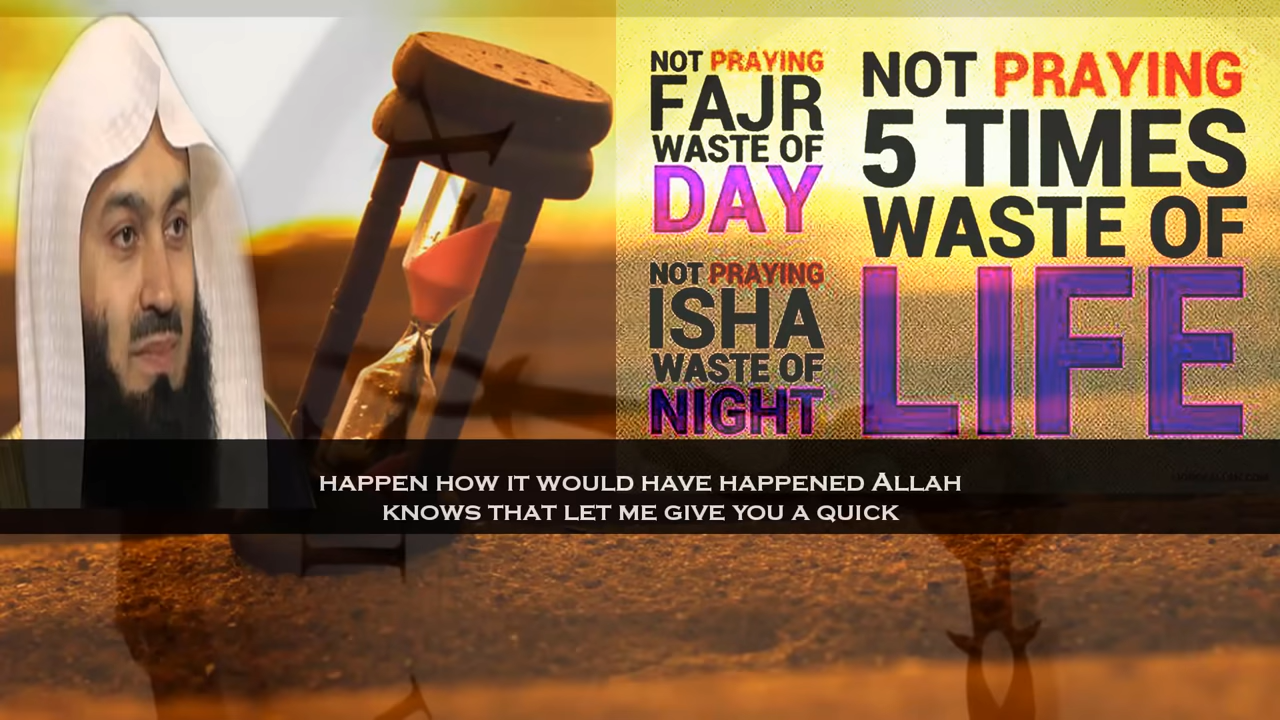 NOT PRAYING
FAJR
WASTE OF
DAY
NOT PRAYING
ISHA
WASTE OF
NIGHT
NOT PRAYING
5 TIMES
WASTE OF
LIFE
HAPPEN HOW IT WOULD HAVE HAPPENED ALLAH
KNOWS THAT LET ME GIVE YOU A QUICK